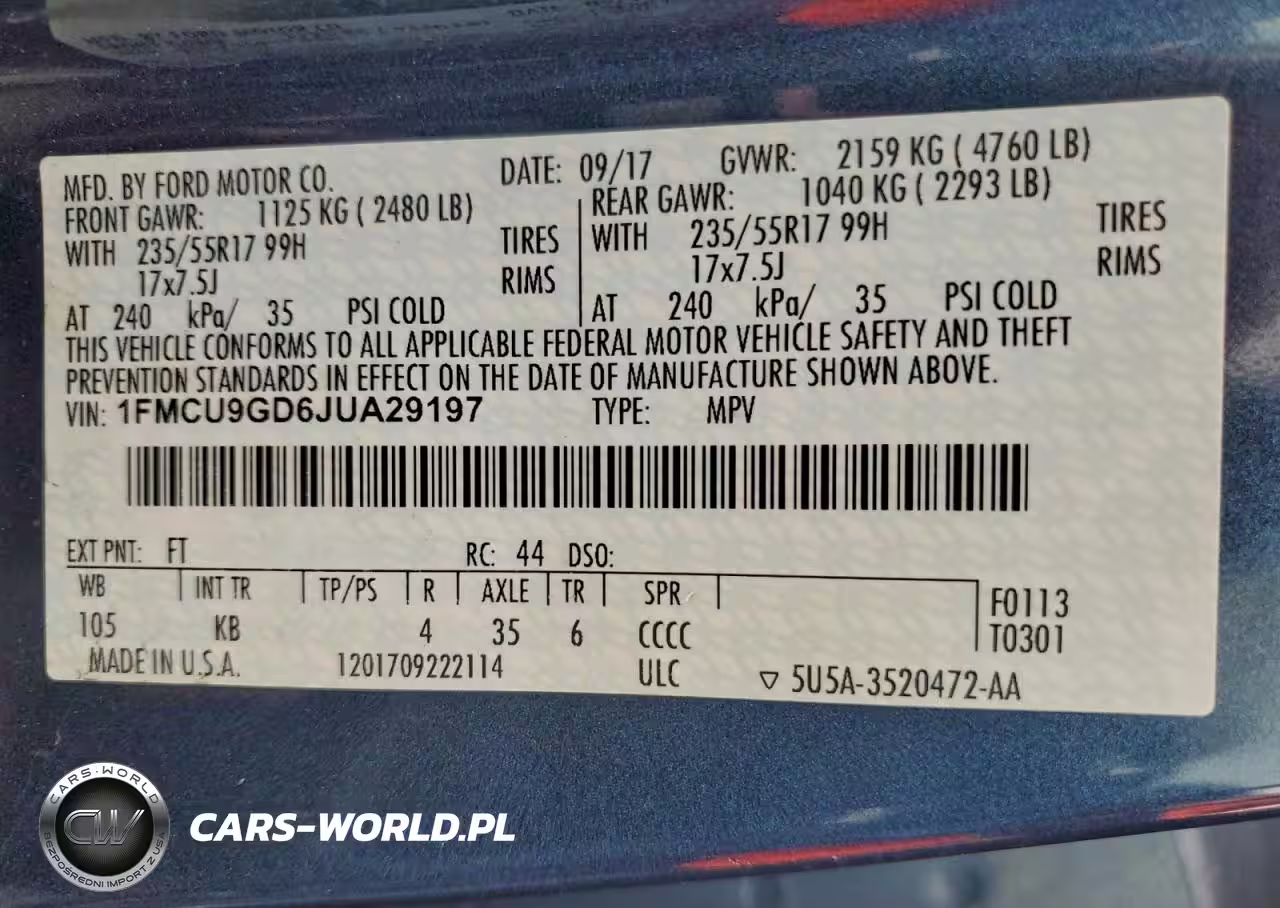 MFD. BY FORD MOTOR CO. DATE: 09/17 GVWR: 2159 KG ( 4760 LB)
FRONT GAWR: 1125 KG ( 2480 LB) REAR GAWR: 1040 KG ( 2293 LB)
WITH 235/55R17 99H TIRES WITH 235/55R17 99H TIRES
17x7.5J RIMS 17x7.5J RIMS
AT 240 kPa/ 35 PSI COLD AT 240 kPa/ 35 PSI COLD
THIS VEHICLE CONFORMS TO ALL APPLICABLE FEDERAL MOTOR VEHICLE SAFETY AND THEFT
PREVENTION STANDARDS IN EFFECT ON THE DATE OF MANUFACTURE SHOWN ABOVE.
VIN: 1FMCU9GD6JUA29197 TYPE: MPV
EXT PNT: FT RC: 44 DSO:
WB INT TR TP/PS R AXLE TR SPR F0113
105 KB 4 35 6 CCCC T0301
MADE IN U.S.A. 1201709222114 ULC ▽ 5U5A-3520472-AA
CARS-WORLD
CW
BEZPOŚREDNI IMPORT Z USA
CARS-WORLD.PL